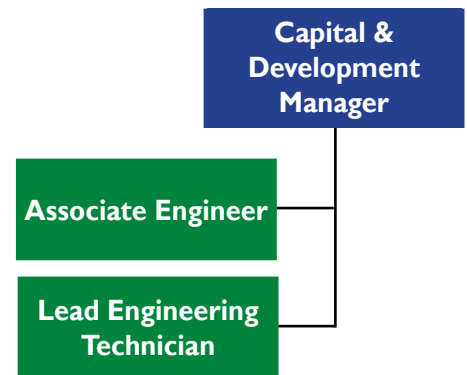 Capital &
Development
Manager
Associate Engineer
Lead Engineering
Technician